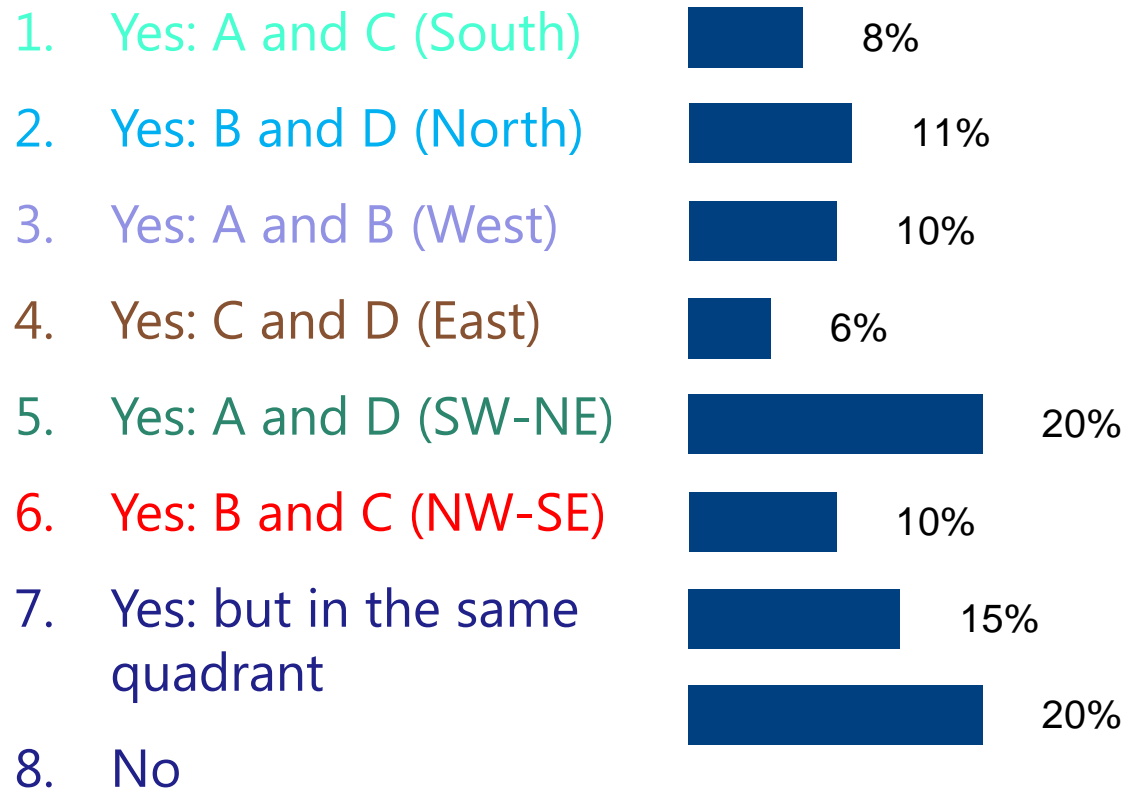 1. Yes: A and C (South) 8%
2. Yes: B and D (North) 11%
3. Yes: A and B (West) 10%
4. Yes: C and D (East) 6%
5. Yes: A and D (SW-NE) 20%
6. Yes: B and C (NW-SE) 10%
7. Yes: but in the same 15%
quadrant
20%
8. No